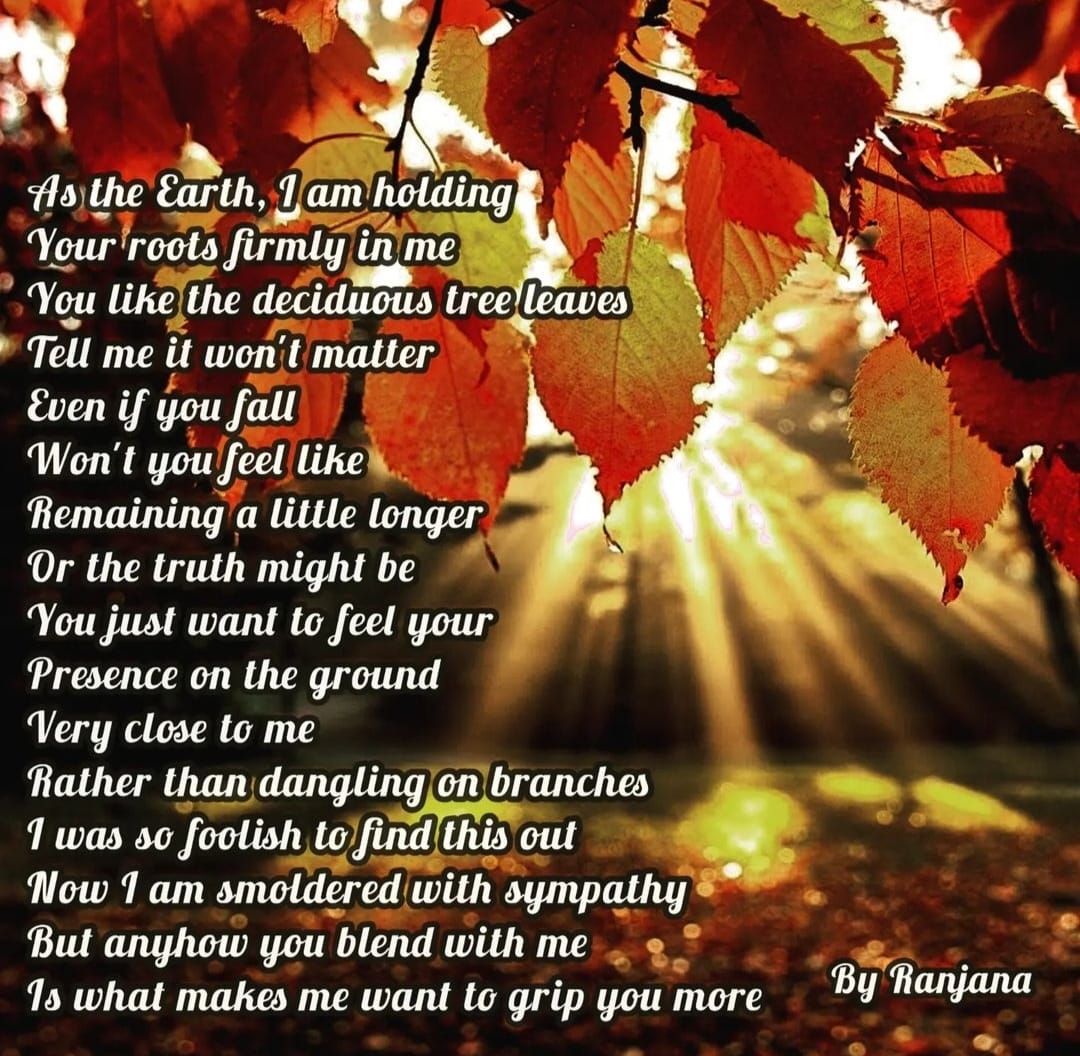 As the Earth, I am holding
Your roots firmly in me
You like the deciduous tree leaves
Tell me it won't matter
Even if you fall
Won't you feel like
Remaining a little longer
Or the truth might be
You just want to feel your
Presence on the ground
Very close to me
Rather than dangling on branches
I was so foolish to find this out
Now I am smoldered with sympathy
But anyhow you blend with me
Is what makes me want to grip you more
By Ranjana